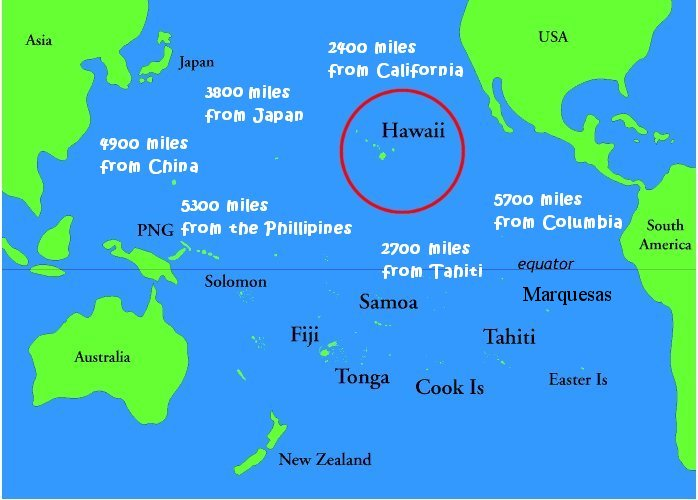 Asia
USA
Japan
2400 miles
from California
3800 miles
from Japan
Hawaii
4900 miles
from China
5300 miles
from the Phillipines
PNG
5700 miles
from Columbia
South
America
2700 miles
from Tahiti
equator
Solomon
Samoa
Marquesas
Fiji
Tahiti
Australia
Tonga
Cook Is
Easter Is
New Zealand